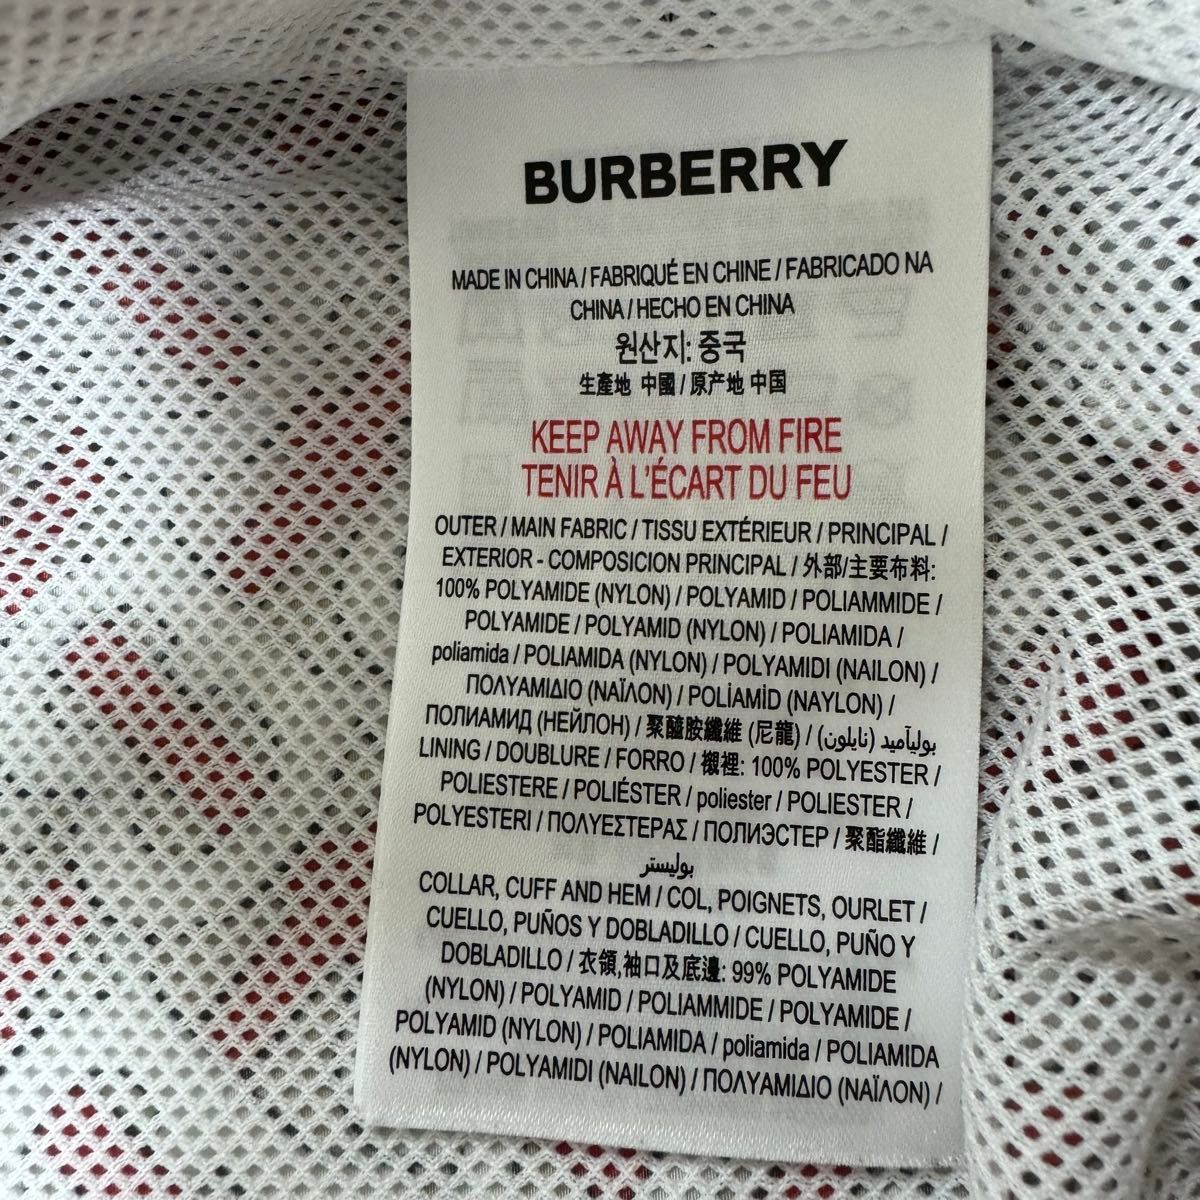 BURBERRY
MADE IN CHINA / FABRIQUÉ EN CHINE / FABRICADO NA
CHINA / HECHO EN CHINA
원산지: 중국
生產地 中國 / 原产地 中国
KEEP AWAY FROM FIRE
TENIR À L'ÉCART DU FEU
OUTER / MAIN FABRIC / TISSU EXTÉRIEUR / PRINCIPAL /
EXTERIOR - COMPOSICION PRINCIPAL / 外部/主要布料:
100% POLYAMIDE (NYLON) / POLYAMID / POLIAMMIDE /
POLYAMIDE / POLYAMID (NYLON) / POLIAMIDA /
poliamida / POLIAMIDA (NYLON) / POLYAMIDI (NAILON) /
ΠΟΛΥΑΜΙΔΙΟ (ΝΑΪΛΟΝ) / POLİAMİD (NAYLON) /
ПОЛИАМИД (НЕЙЛОН) / 聚醯胺纖維 (尼龍) / بوليآميد (نايلون)
LINING / DOUBLURE / FORRO / 襯裡: 100% POLYESTER /
POLIESTERE / POLIÉSTER / poliester / POLIESTER /
POLYESTERI / ΠΟΛΥΕΣΤΕΡΑΣ / ПОЛИЭСТЕР / 聚酯纖維 /
بوليستر
COLLAR, CUFF AND HEM / COL, POIGNETS, OURLET /
CUELLO, PUÑOS Y DOBLADILLO / CUELLO, PUÑO Y
DOBLADILLO / 衣領,袖口及底邊: 99% POLYAMIDE
(NYLON) / POLYAMID / POLIAMMIDE / POLYAMIDE /
POLYAMID (NYLON) / POLIAMIDA / poliamida / POLIAMIDA
(NYLON) / POLYAMIDI (NAILON) / ΠΟΛΥΑΜΙΔΙΟ (ΝΑΪΛΟΝ) /